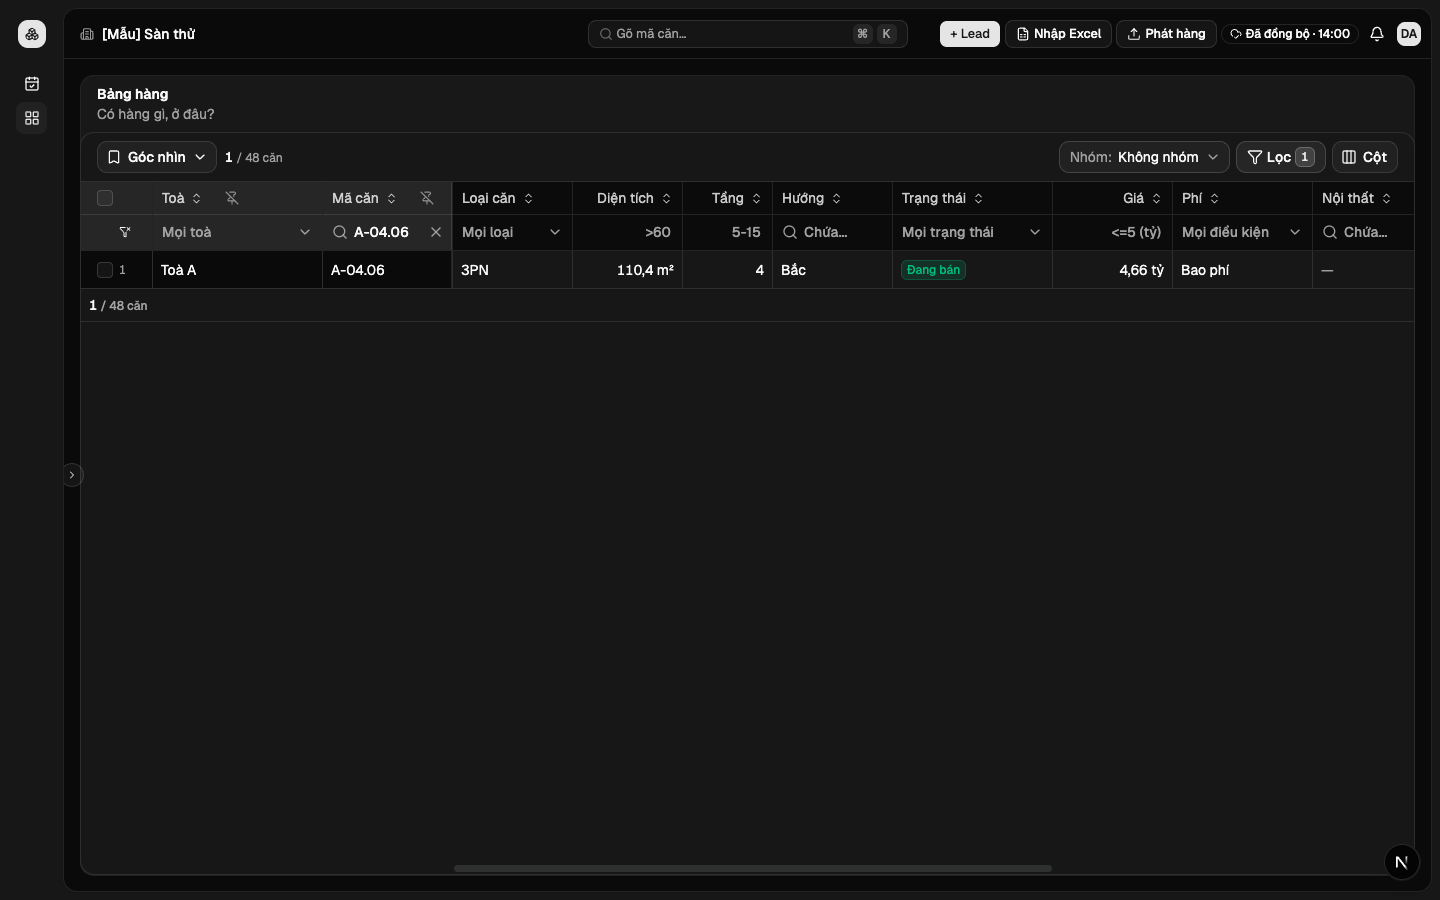 [Mẫu] Sàn thử
Gõ mã căn... ⌘ K
+ Lead
Nhập Excel
Phát hàng
Đã đồng bộ · 14:00
DA
Bảng hàng
Có hàng gì, ở đâu?
Góc nhìn
1 / 48 căn
Nhóm: Không nhóm
Lọc 1
Cột
Toà Mã căn Loại căn Diện tích Tầng Hướng Trạng thái Giá Phí Nội thất
Mọi toà A-04.06 Mọi loại >60 5-15 Chứa... Mọi trạng thái <=5 (tỷ) Mọi điều kiện Chứa...
1 Toà A A-04.06 3PN 110,4 m² 4 Bắc Đang bán 4,66 tỷ Bao phí —
1 / 48 căn
N